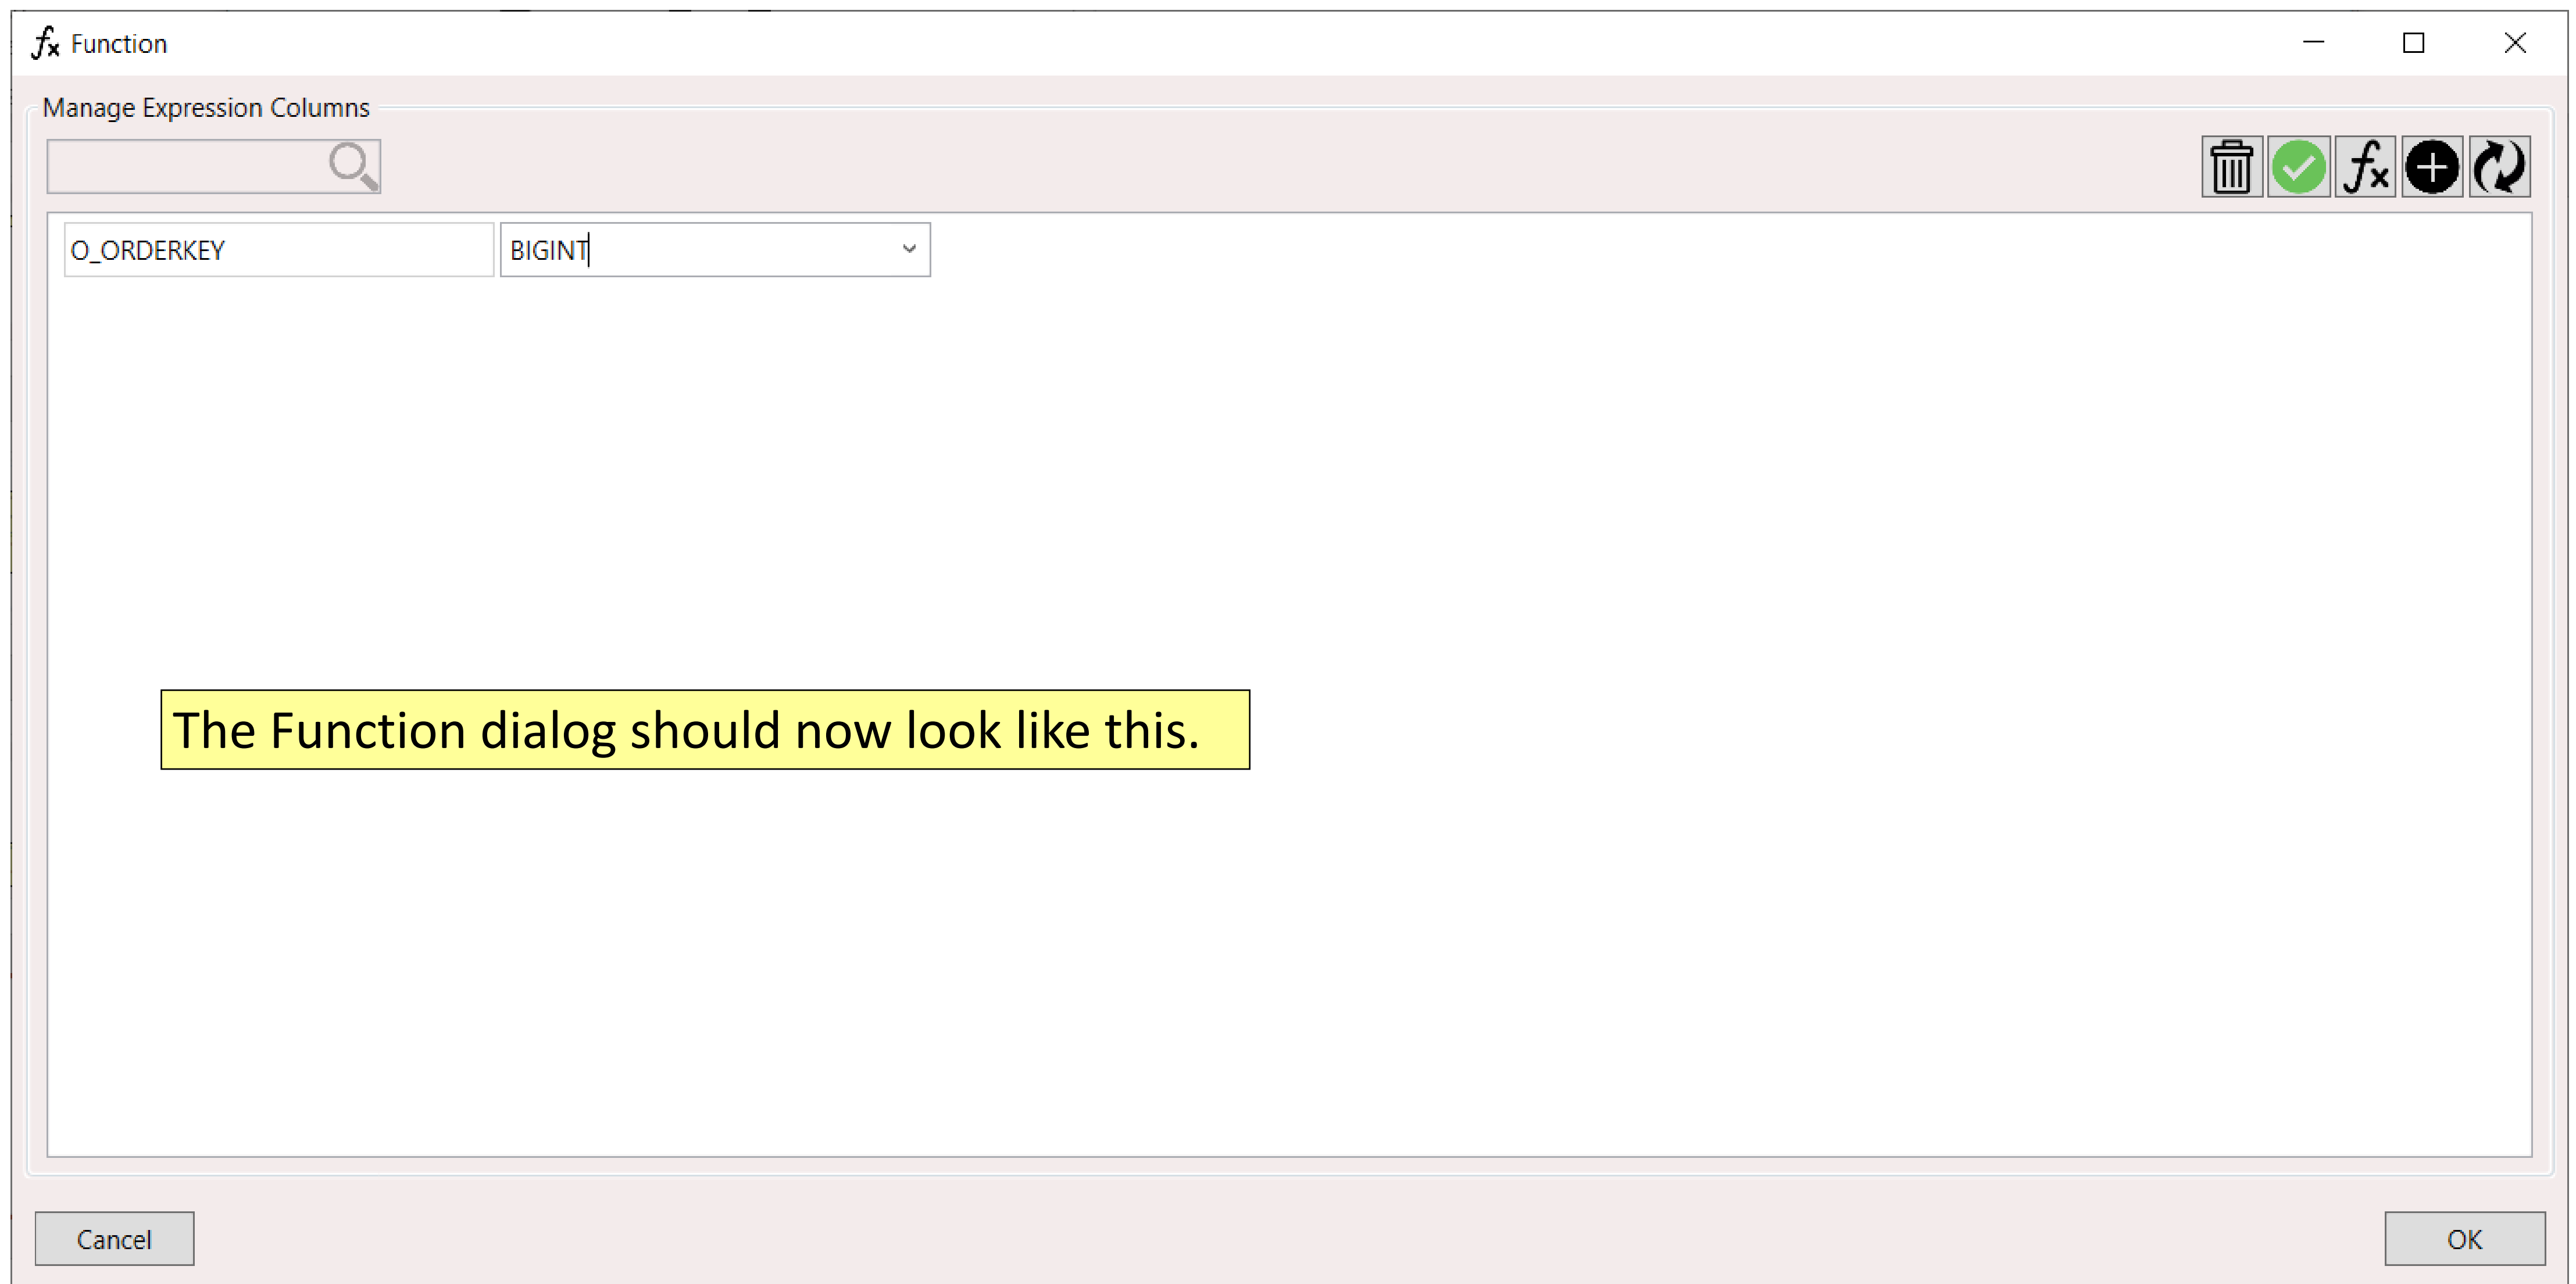 Function
Manage Expression Columns
O_ORDERKEY BIGINT
The Function dialog should now look like this.
Cancel OK